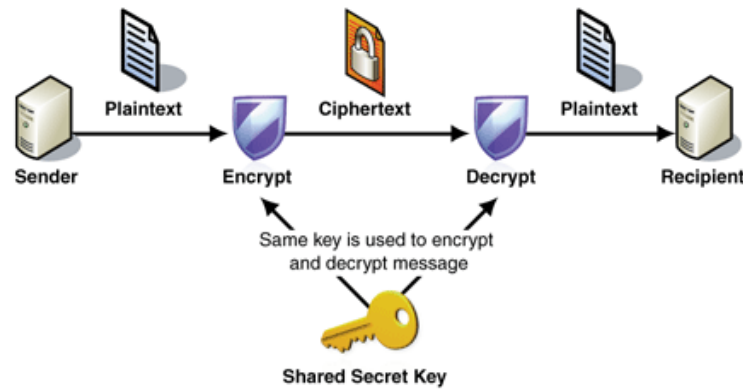 Plaintext
Ciphertext
Plaintext
Sender
Encrypt
Decrypt
Recipient
Same key is used to encrypt
and decrypt message
Shared Secret Key